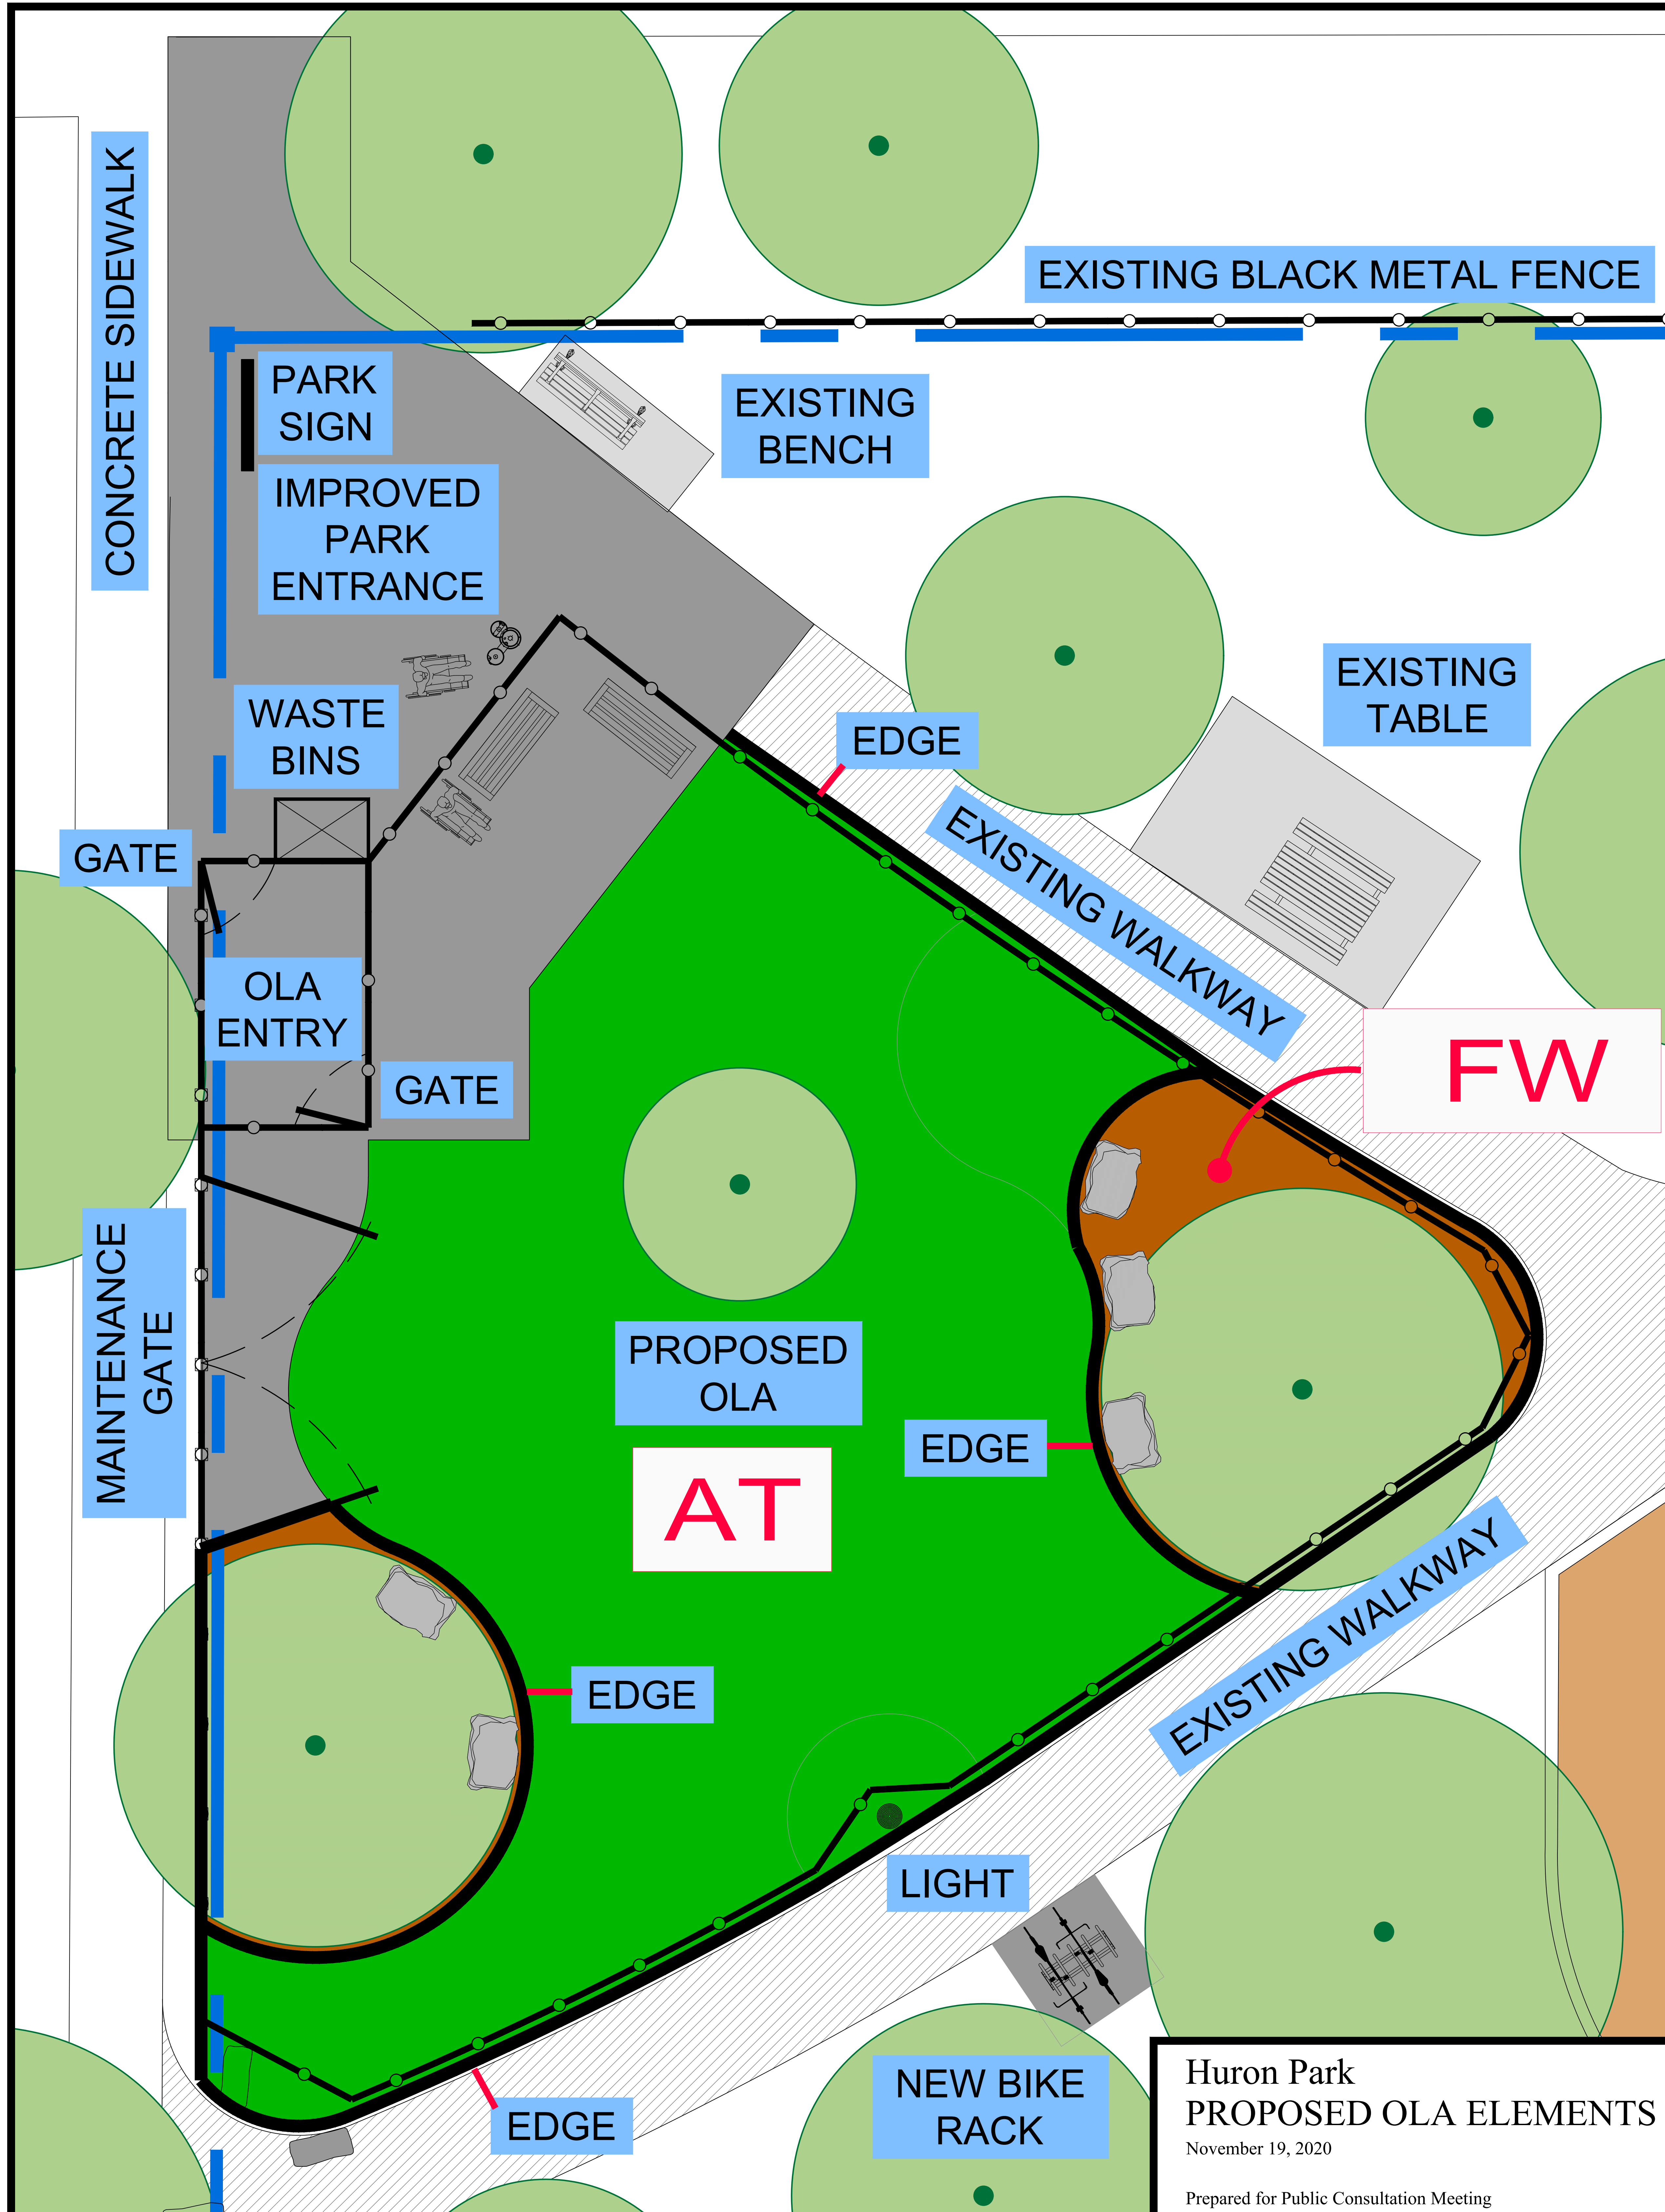 CONCRETE SIDEWALK
EXISTING BLACK METAL FENCE
PARK
SIGN
EXISTING
BENCH
IMPROVED
PARK
ENTRANCE
EXISTING
TABLE
WASTE
BINS
EDGE
EXISTING WALKWAY
GATE
OLA
ENTRY
GATE
FW
MAINTENANCE
GATE
PROPOSED
OLA
EDGE
AT
EXISTING WALKWAY
EDGE
LIGHT
NEW BIKE
RACK
EDGE
Huron Park
PROPOSED OLA ELEMENTS
November 19, 2020
Prepared for Public Consultation Meeting